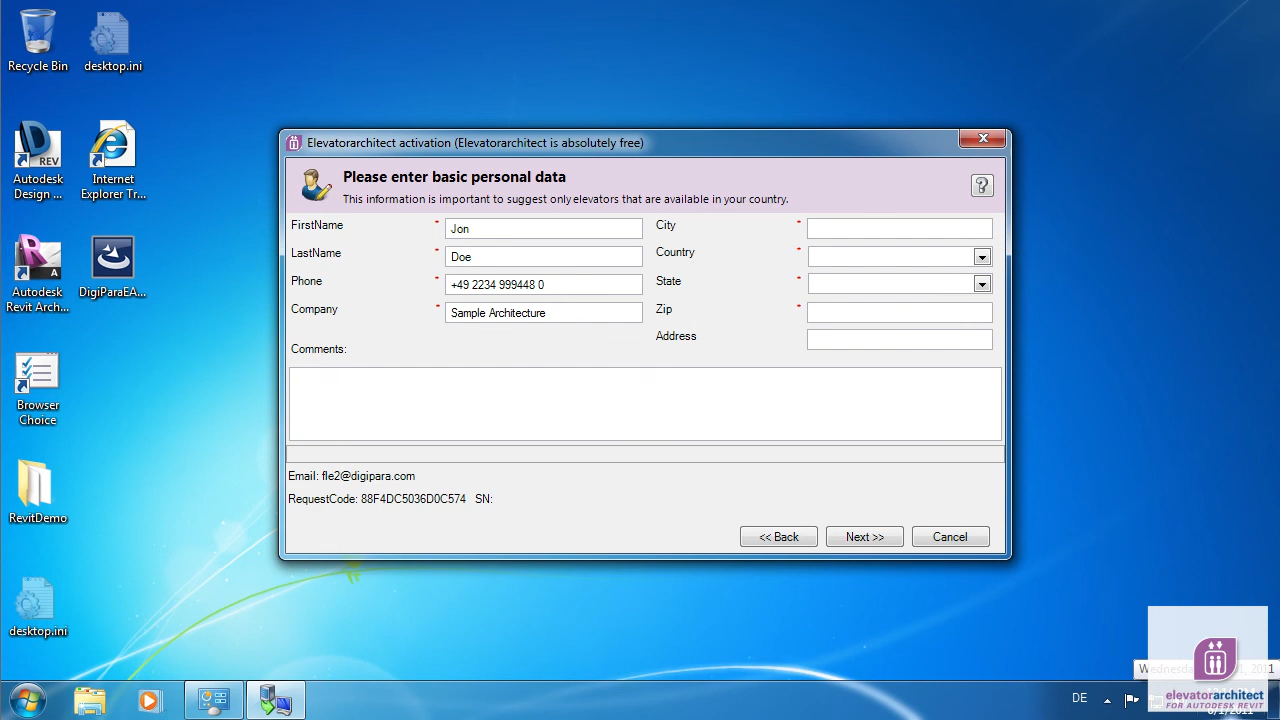 Recycle Bin
desktop.ini
Autodesk
Design ...
Internet
Explorer Tr...
Autodesk
Revit Arch...
DigiParaEA...
Browser
Choice
RevitDemo
desktop.ini
Elevatorarchitect activation (Elevatorarchitect is absolutely free)
Please enter basic personal data
This information is important to suggest only elevators that are available in your country.
FirstName * Jon
City *
LastName * Doe
Country *
Phone * +49 2234 999448 0
State *
Company * Sample Architecture
Zip *
Address
Comments:
Email: fle2@digipara.com
RequestCode: 88F4DC5036D0C574 SN:
<< Back
Next >>
Cancel
DE
elevatorarchitect
FOR AUTODESK REVIT